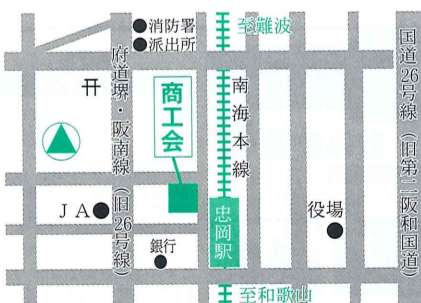 消防署
派出所
至難波
国道26号線(旧第二阪和国道)
府道堺・阪南線(旧26号線)
商工会
南海本線
JA
銀行
忠岡駅
役場
至和歌山